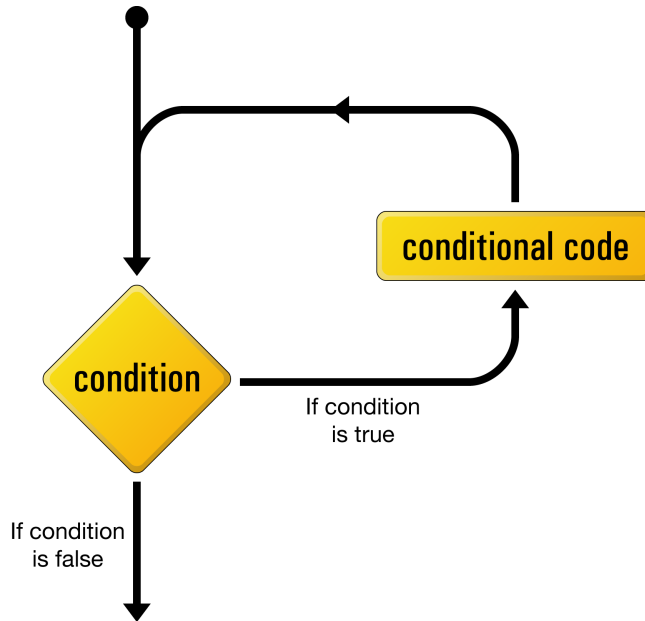 conditional code
condition
If condition
is true
If condition
is false